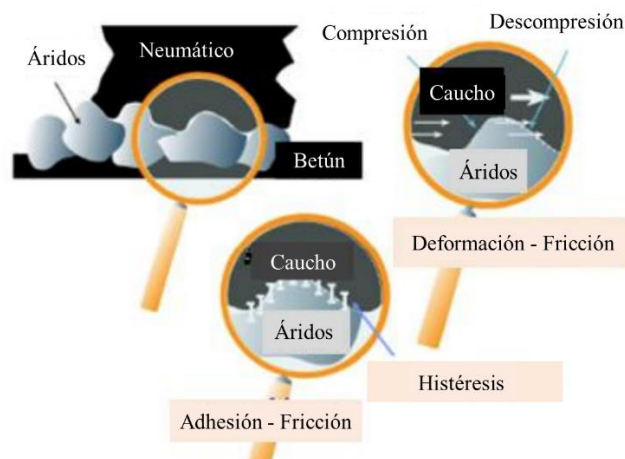 Áridos
Neumático
Betún
Compresión
Descompresión
Caucho
Áridos
Deformación - Fricción
Caucho
Áridos
Histéresis
Adhesión - Fricción